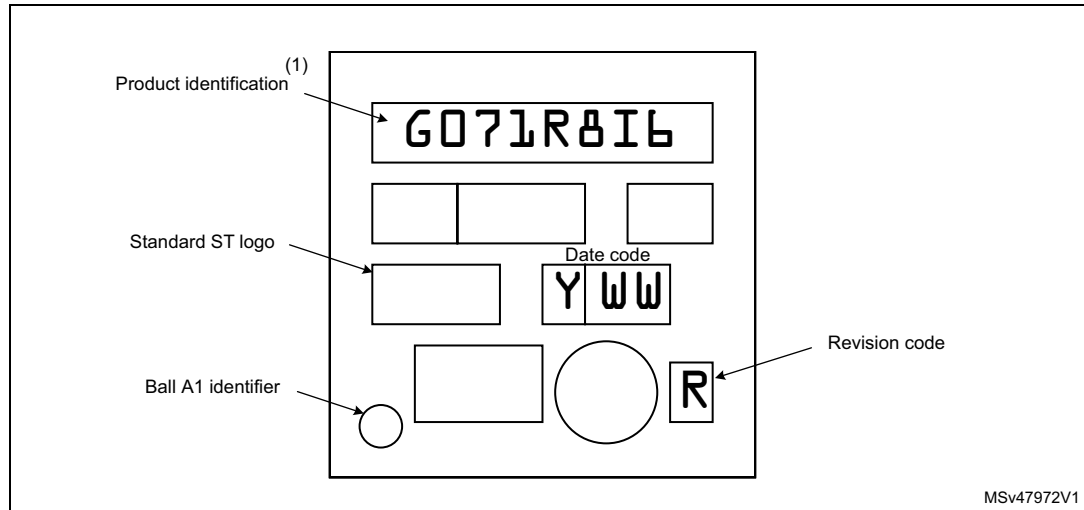 (1)
Product identification
G071R8I6
Standard ST logo
Date code
Y WW
Revision code
R
Ball A1 identifier
MSv47972V1